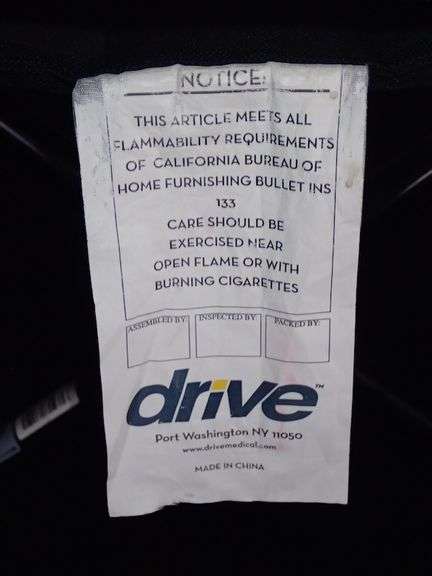 NOTICE:
THIS ARTICLE MEETS ALL
FLAMMABILITY REQUIREMENTS
OF CALIFORNIA BUREAU OF
HOME FURNISHING BULLET INS
133
CARE SHOULD BE
EXERCISED NEAR
OPEN FLAME OR WITH
BURNING CIGARETTES
ASSEMBLED BY: INSPECTED BY: PACKED BY:
drive™
Port Washington NY 11050
www.drivemedical.com
MADE IN CHINA